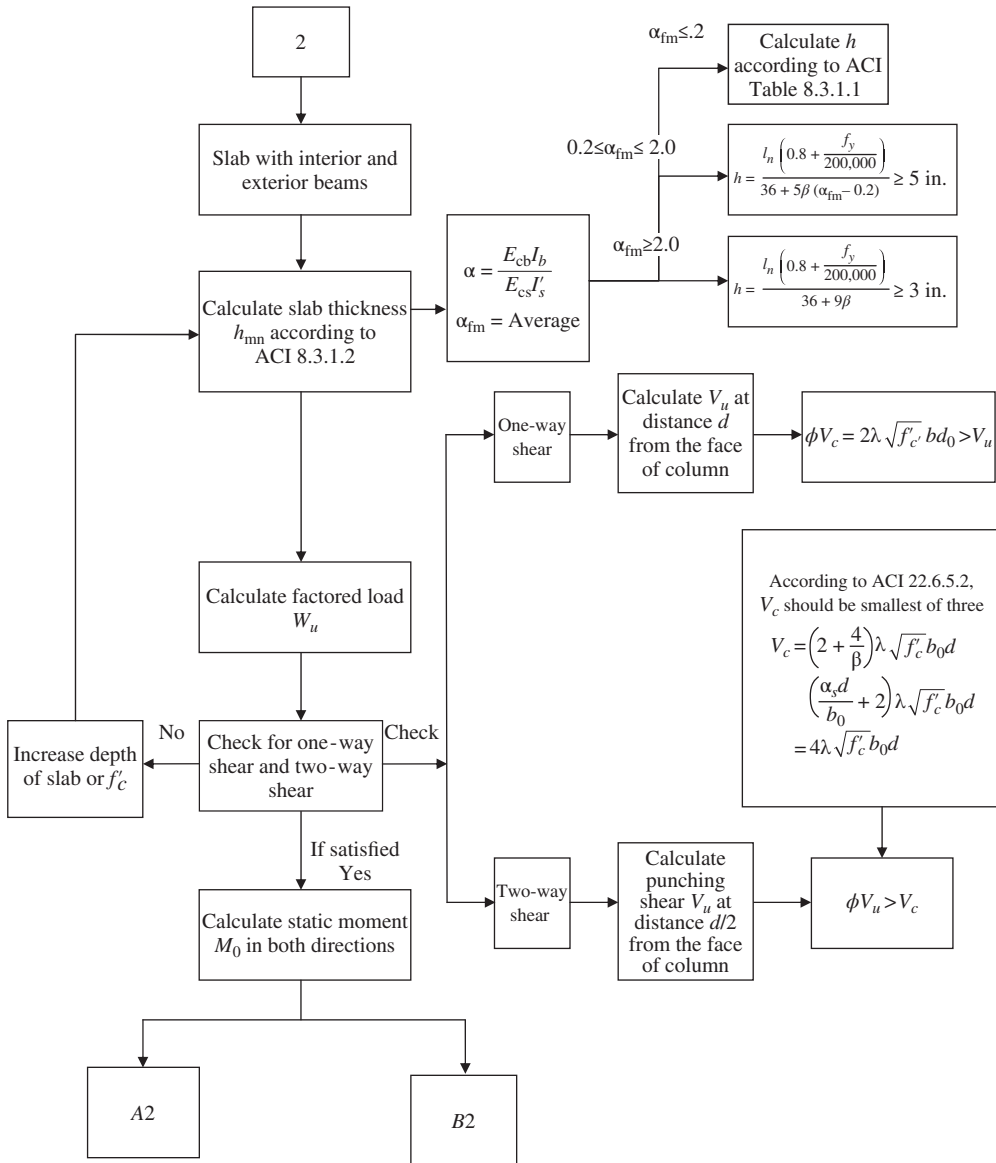 2
Slab with interior and
exterior beams
Calculate slab thickness
h_mn according to
ACI 8.3.1.2
α = E_cb I_b / E_cs I′_s
α_fm = Average
α_fm ≤.2
Calculate h
according to ACI
Table 8.3.1.1
0.2≤α_fm≤ 2.0
h = l_n (0.8 + f_y / 200,000) / 36 + 5β (α_fm – 0.2) ≥ 5 in.
α_fm≥2.0
h = l_n (0.8 + f_y / 200,000) / 36 + 9β ≥ 3 in.
Calculate factored load
W_u
Check for one-way
shear and two-way
shear
No
Increase depth
of slab or f′_c
Check
One-way
shear
Calculate V_u at
distance d
from the face
of column
ϕV_c = 2λ √f′_c′ bd_0 >V_u
According to ACI 22.6.5.2,
V_c should be smallest of three
V_c = (2 + 4/β) λ √f′_c b_0 d
(α_s d / b_0 + 2) λ √f′_c b_0 d
= 4λ √f′_c b_0 d
Two-way
shear
Calculate
punching
shear V_u at
distance d/2
from the face
of column
ϕV_u > V_c
If satisfied
Yes
Calculate static moment
M_0 in both directions
A2
B2